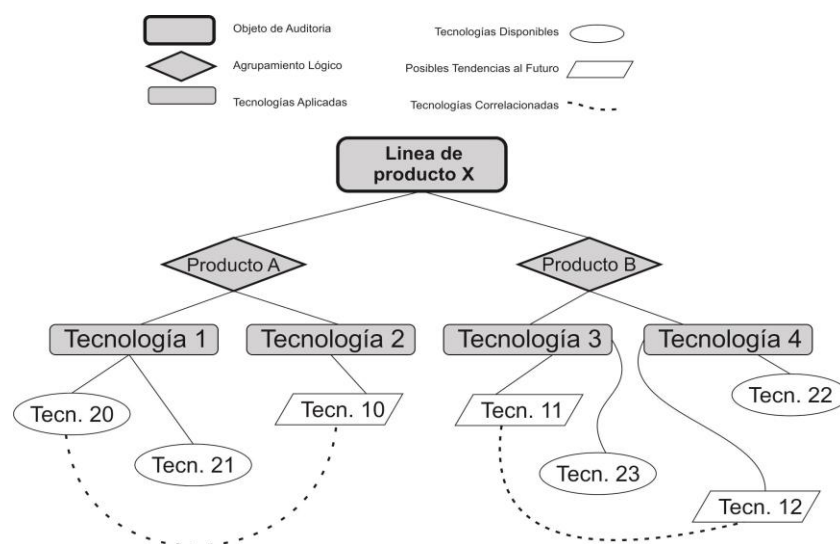 Objeto de Auditoria
Tecnologías Disponibles
Agrupamiento Lógico
Posibles Tendencias al Futuro
Tecnologías Aplicadas
Tecnologías Correlacionadas
Linea de
producto X
Producto A
Producto B
Tecnología 1
Tecnología 2
Tecnología 3
Tecnología 4
Tecn. 20
Tecn. 10
Tecn. 11
Tecn. 22
Tecn. 21
Tecn. 23
Tecn. 12